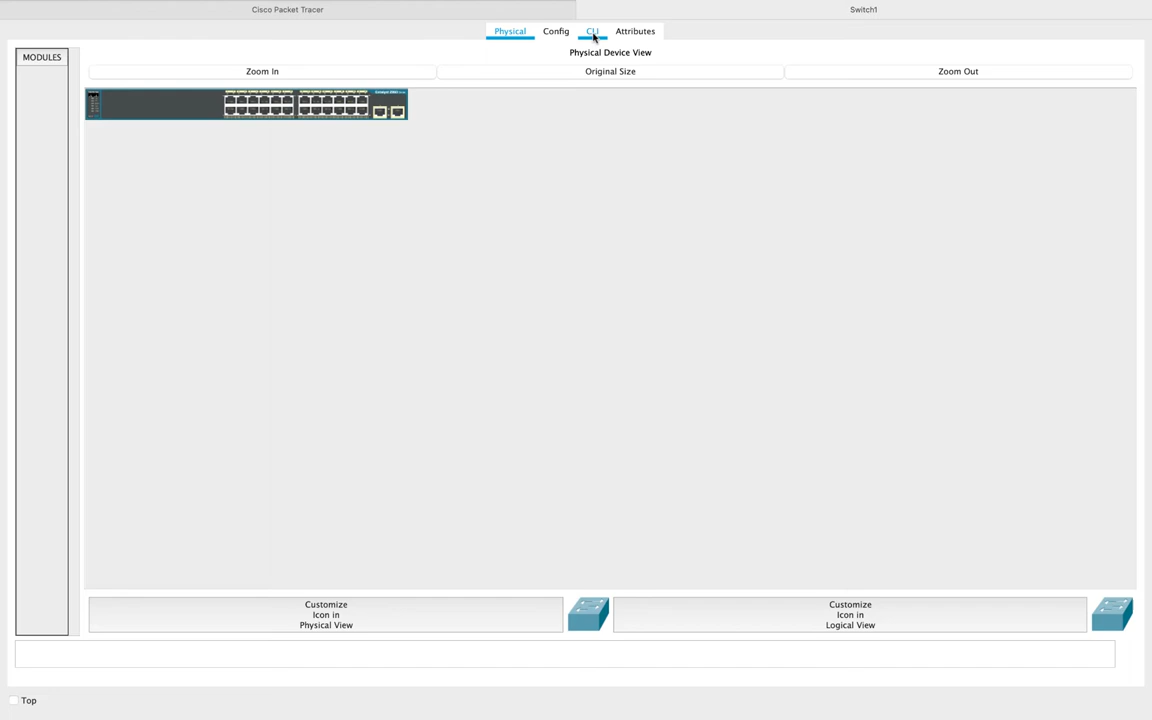 Cisco Packet Tracer
Switch1
Physical
Config
CLI
Attributes
Physical Device View
MODULES
Zoom In
Original Size
Zoom Out
Customize
Icon in
Physical View
Customize
Icon in
Logical View
Top